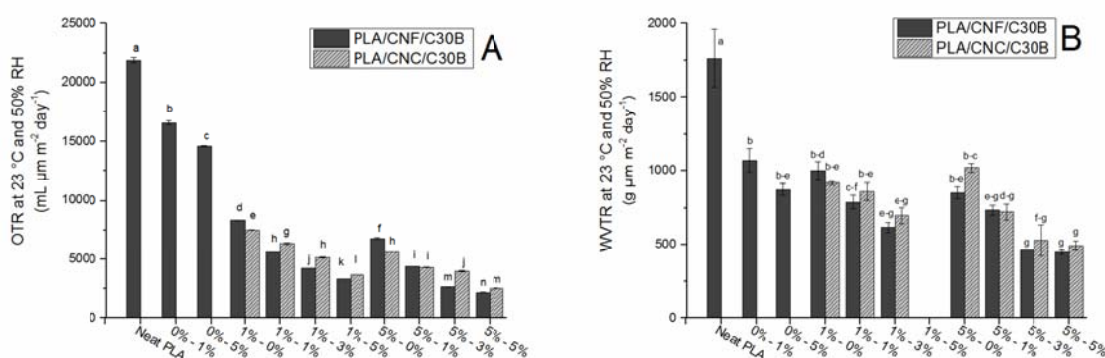 25000
20000
15000
10000
5000
0
OTR at 23 °C and 50% RH
(mL µm m⁻² day⁻¹)
PLA/CNF/C30B
PLA/CNC/C30B
A
a
b
c
d e
h g
j h
k l
f h
i i
m j
n m
Neat PLA
0% - 1%
0% - 5%
1% - 0%
1% - 1%
1% - 3%
1% - 5%
5% - 0%
5% - 1%
5% - 3%
5% - 5%
2000
1500
1000
500
0
WVTR at 23 °C and 50% RH
(g µm m⁻² day⁻¹)
PLA/CNF/C30B
PLA/CNC/C30B
B
a
b
b-e
b-d
b-e
c-f
b-e
e-g
e-g
b-e
b-c
e-g
d-g
g
f-g
g
g
Neat PLA
0% - 1%
0% - 5%
1% - 0%
1% - 1%
1% - 3%
1% - 5%
5% - 0%
5% - 1%
5% - 3%
5% - 5%